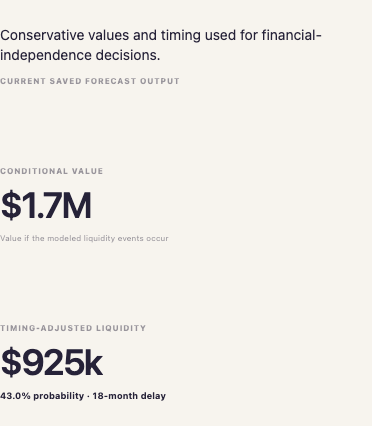 Conservative values and timing used for financial-
independence decisions.
CURRENT SAVED FORECAST OUTPUT
CONDITIONAL VALUE
$1.7M
Value if the modeled liquidity events occur
TIMING-ADJUSTED LIQUIDITY
$925k
43.0% probability · 18-month delay